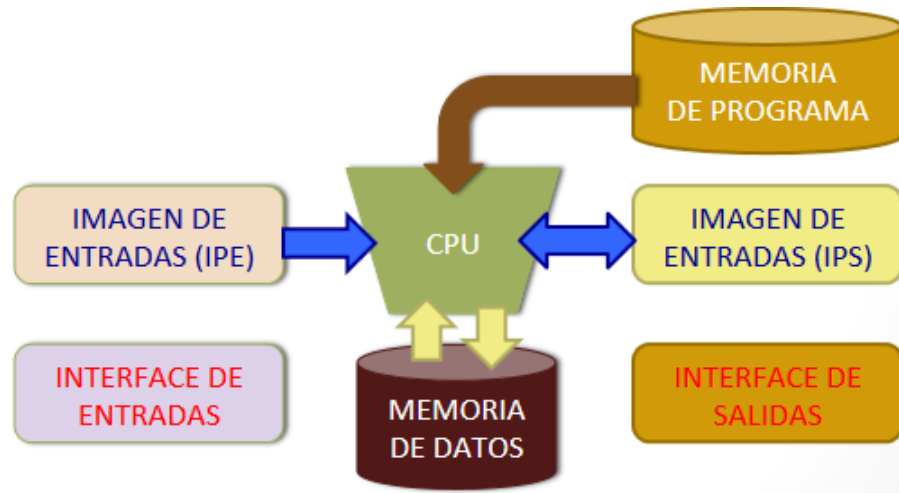 MEMORIA
DE PROGRAMA
IMAGEN DE
ENTRADAS (IPE)
CPU
IMAGEN DE
ENTRADAS (IPS)
INTERFACE DE
ENTRADAS
MEMORIA
DE DATOS
INTERFACE DE
SALIDAS